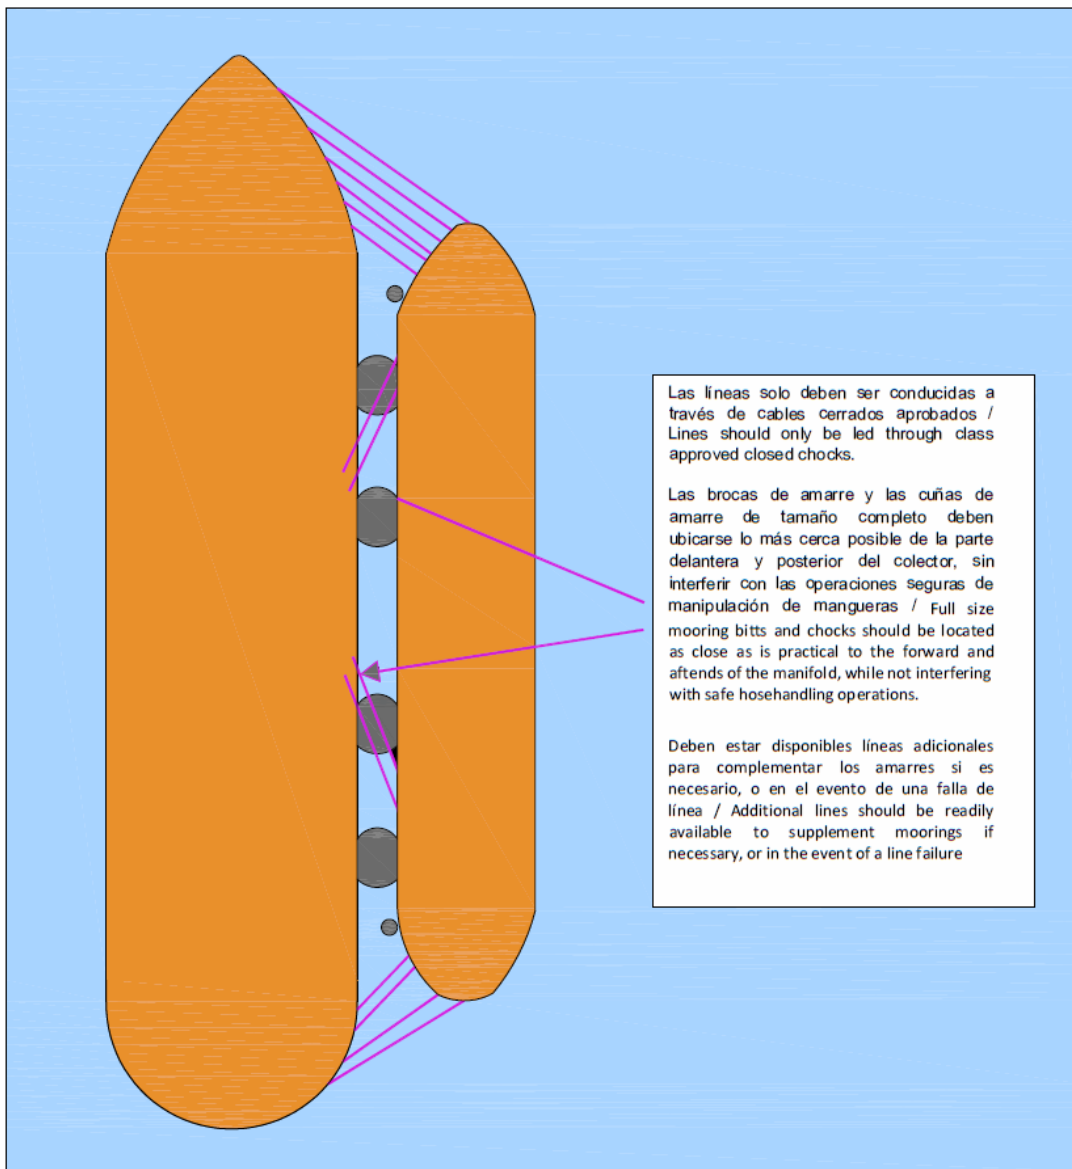 Las líneas solo deben ser conducidas a
través de cables cerrados aprobados /
Lines should only be led through class
approved closed chocks.
Las brocas de amarre y las cuñas de
amarre de tamaño completo deben
ubicarse lo más cerca posible de la parte
delantera y posterior del colector, sin
interferir con las operaciones seguras de
manipulación de mangueras / Full size
mooring bitts and chocks should be located
as close as is practical to the forward and
aftends of the manifold, while not interfering
with safe hosehandling operations.
Deben estar disponibles líneas adicionales
para complementar los amarres si es
necesario, o en el evento de una falla de
línea / Additional lines should be readily
available to supplement moorings if
necessary, or in the event of a line failure